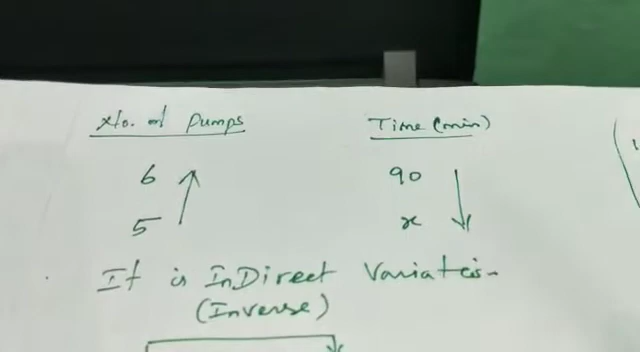 No. of Pumps Time (min)
6 90
5 x
It is InDirect Variation
(Inverse)